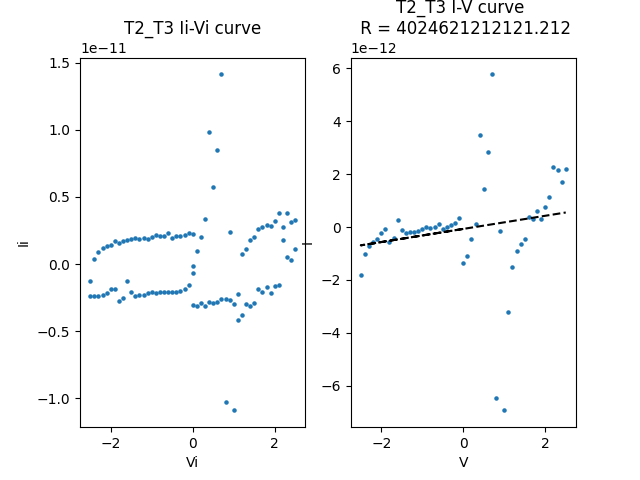 T2_T3 Ii-Vi curve
1e−11
1.5
1.0
0.5
0.0
−0.5
−1.0
Ii
−2
0
2
Vi
T2_T3 I-V curve
R = 4024621212121.212
1e−12
6
4
2
0
−2
−4
−6
I
−2
0
2
V